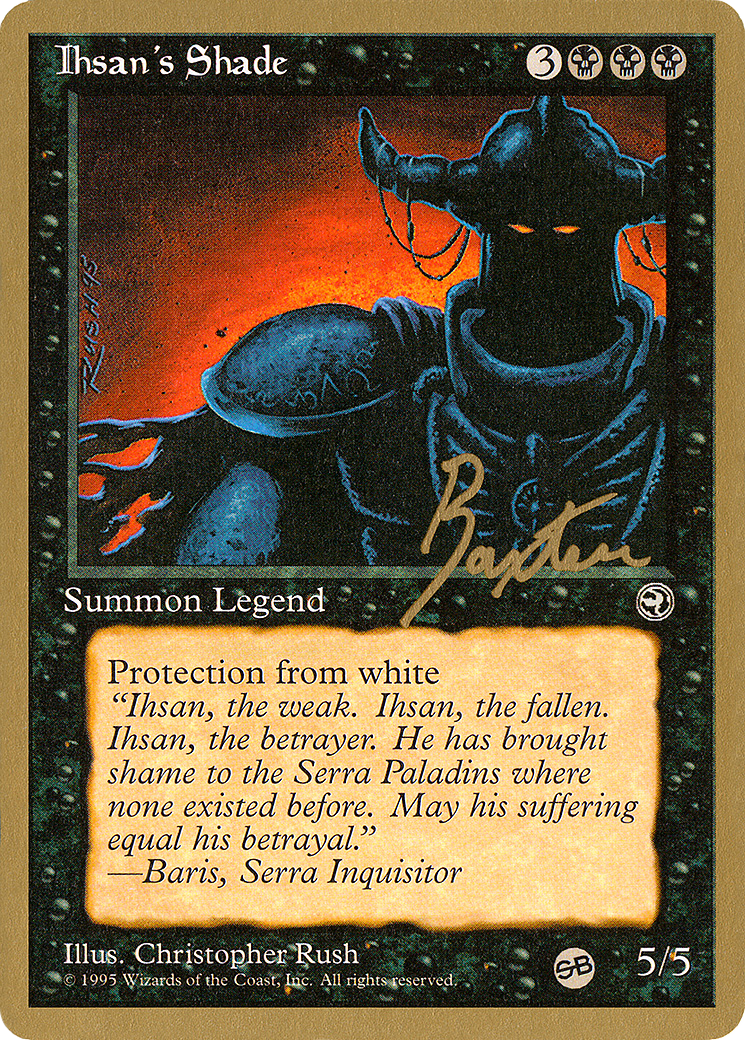 Ihsan's Shade 3
RUSH 95
Baxter
Summon Legend
Protection from white
“Ihsan, the weak. Ihsan, the fallen.
Ihsan, the betrayer. He has brought
shame to the Serra Paladins where
none existed before. May his suffering
equal his betrayal.”
—Baris, Serra Inquisitor
Illus. Christopher Rush
© 1995 Wizards of the Coast, Inc. All rights reserved.
SB
5/5